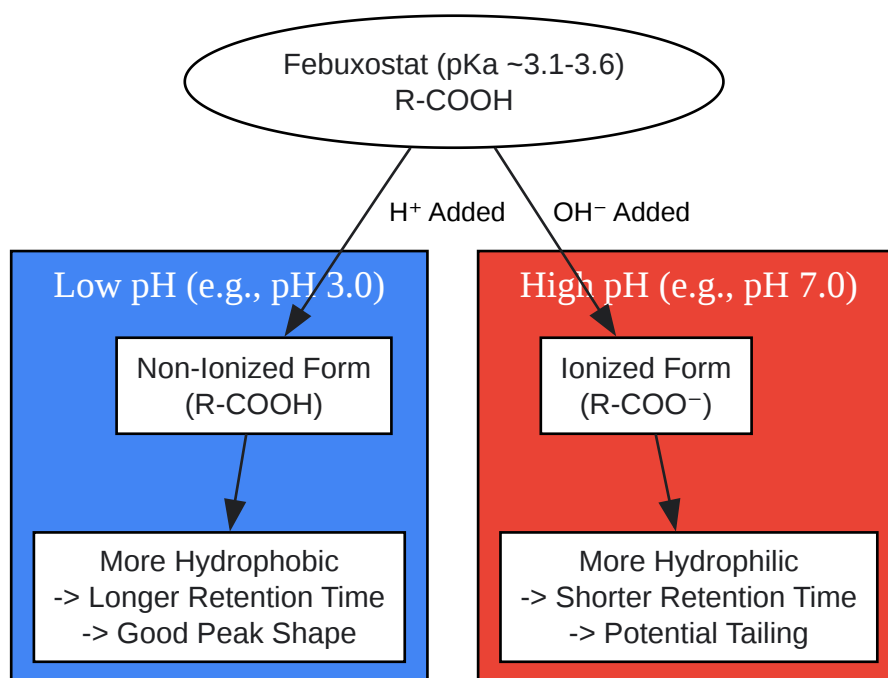 Febuxostat (pKa ~3.1-3.6)
R-COOH
H⁺ Added
OH⁻ Added
Low pH (e.g., pH 3.0)
Non-Ionized Form
(R-COOH)
More Hydrophobic
-> Longer Retention Time
-> Good Peak Shape
High pH (e.g., pH 7.0)
Ionized Form
(R-COO⁻)
More Hydrophilic
-> Shorter Retention Time
-> Potential Tailing